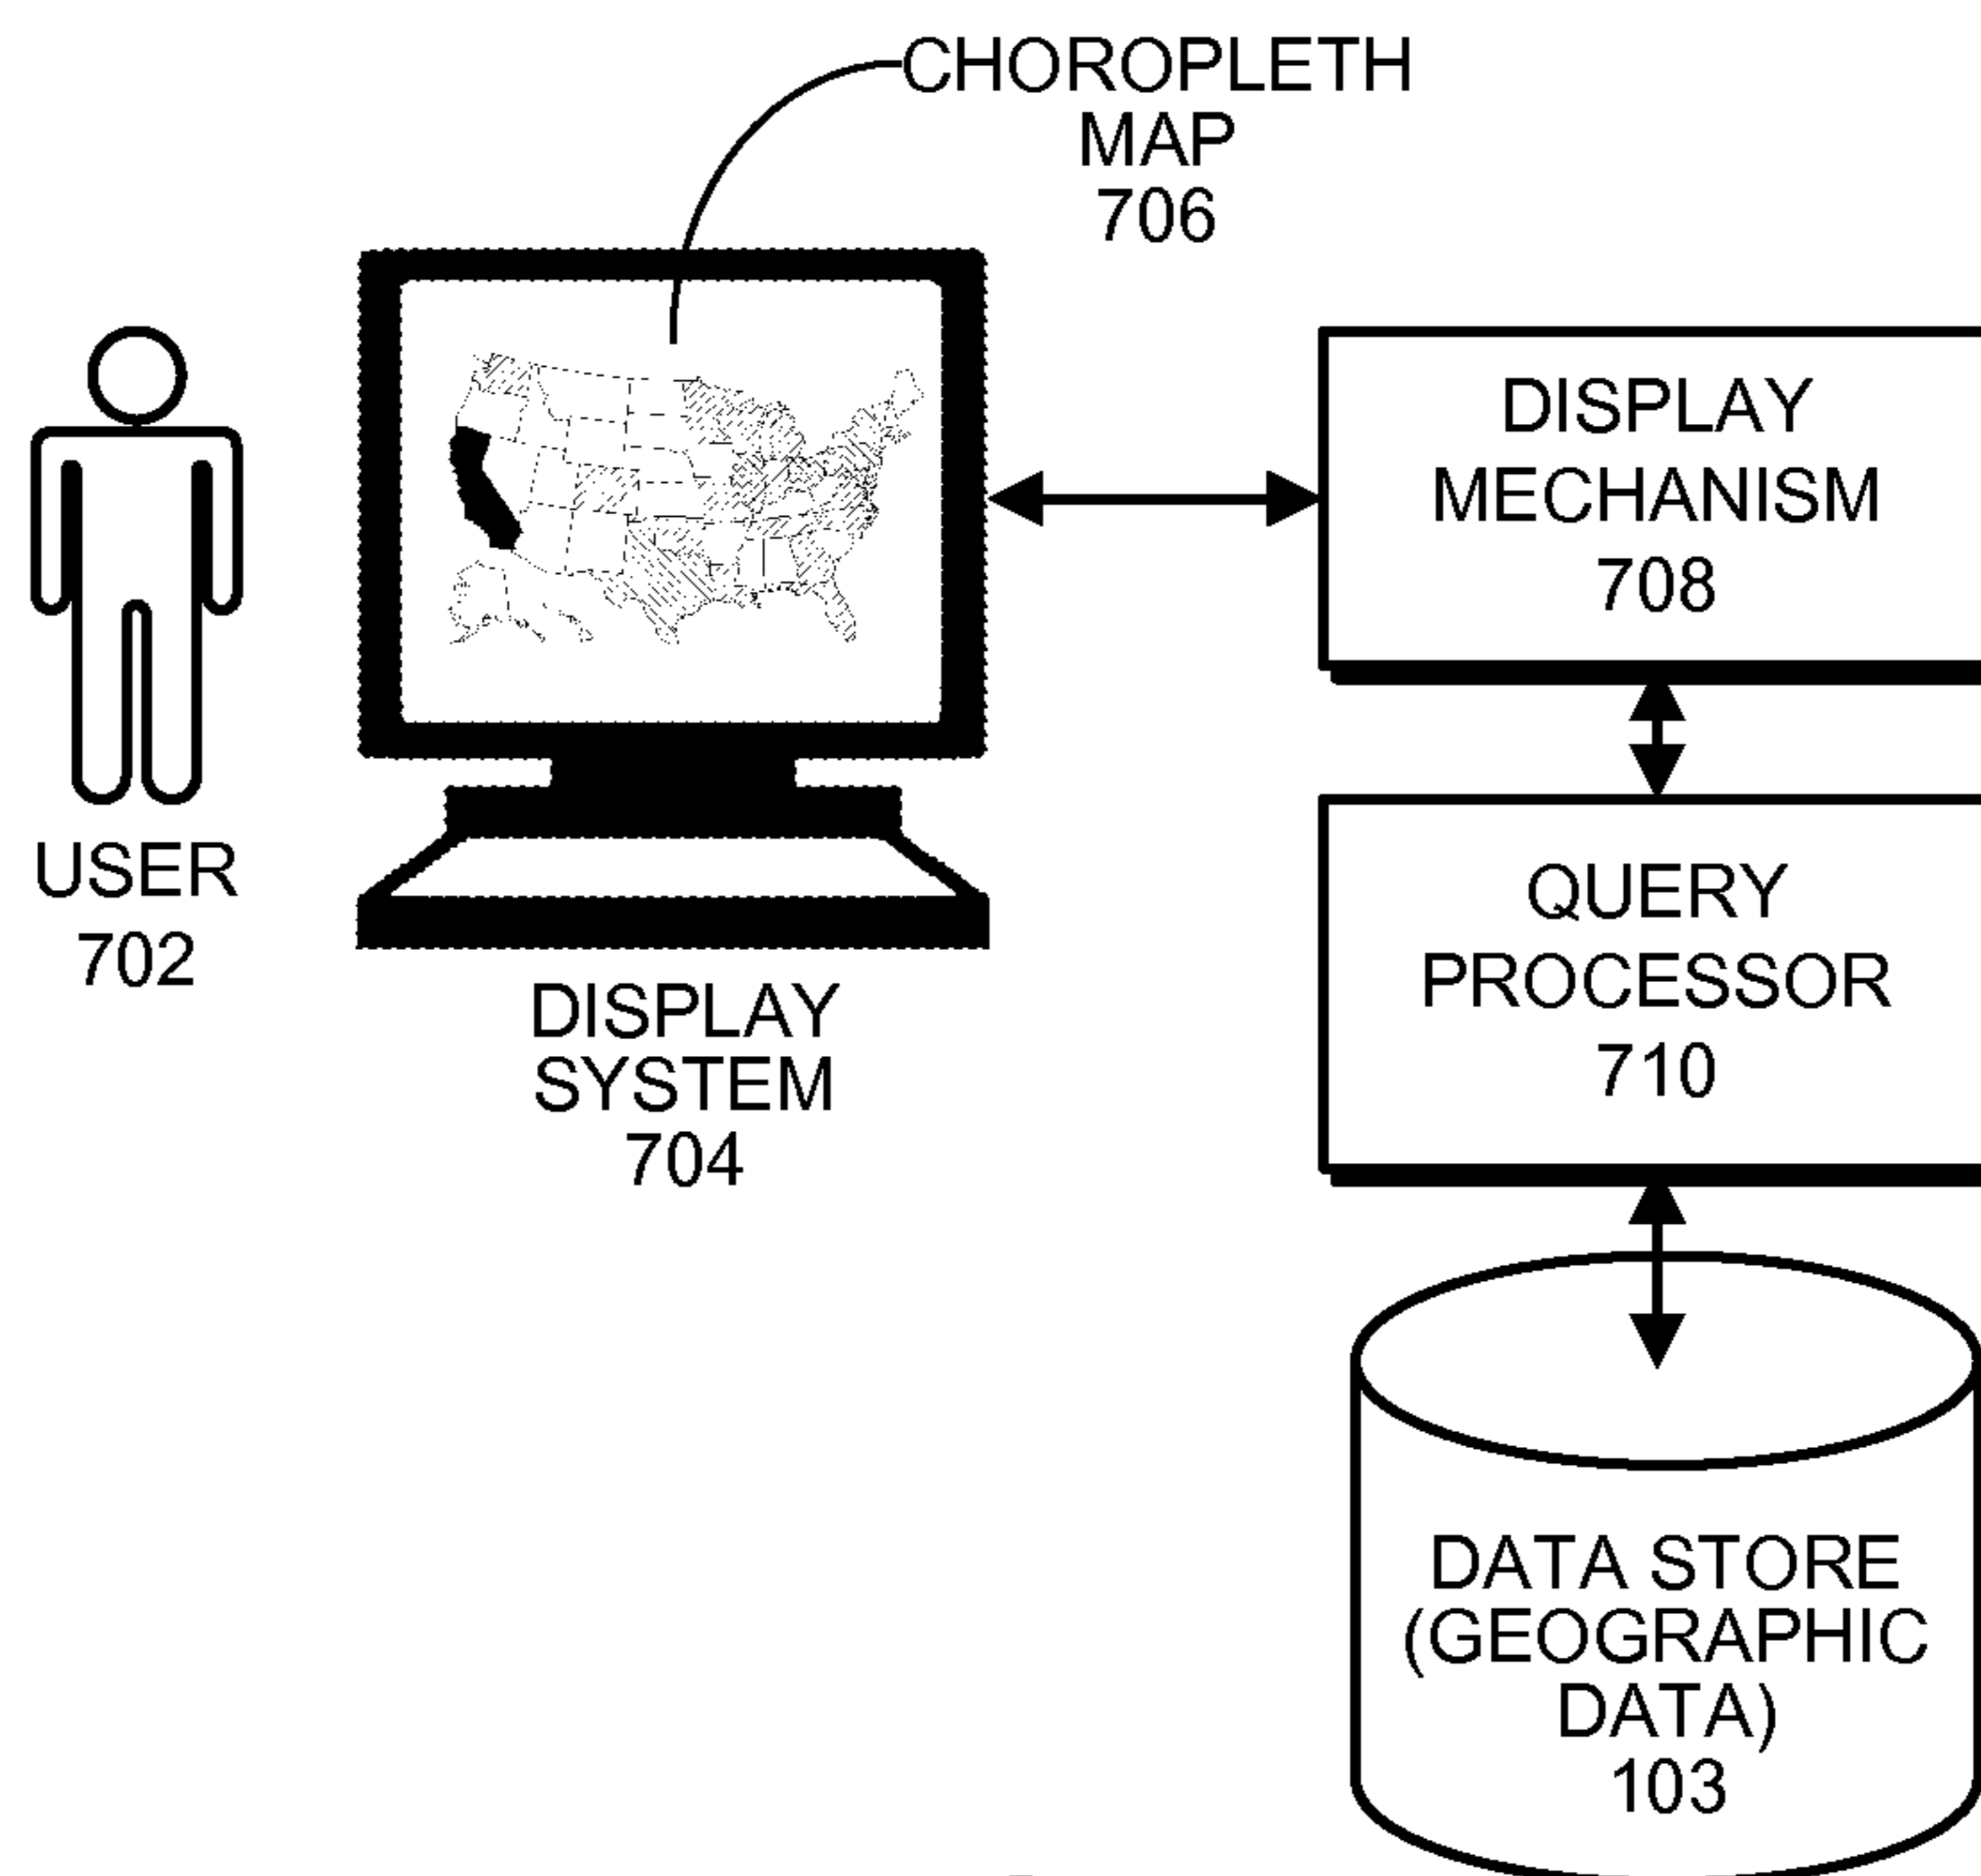 CHOROPLETH
MAP
706
DISPLAY
MECHANISM
708
USER
702
DISPLAY
SYSTEM
704
QUERY
PROCESSOR
710
DATA STORE
(GEOGRAPHIC
DATA)
103